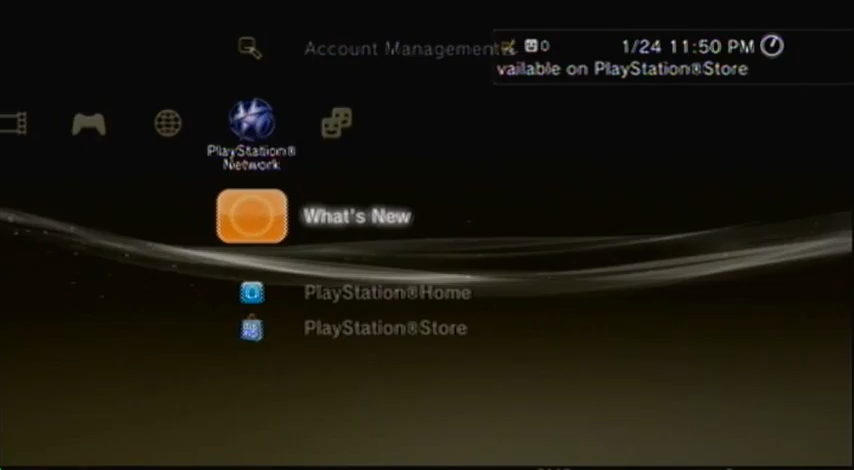 Account Management
0
1/24 11:50 PM
vailable on PlayStation®Store
PlayStation®
Network
What's New
PlayStation®Home
PlayStation®Store